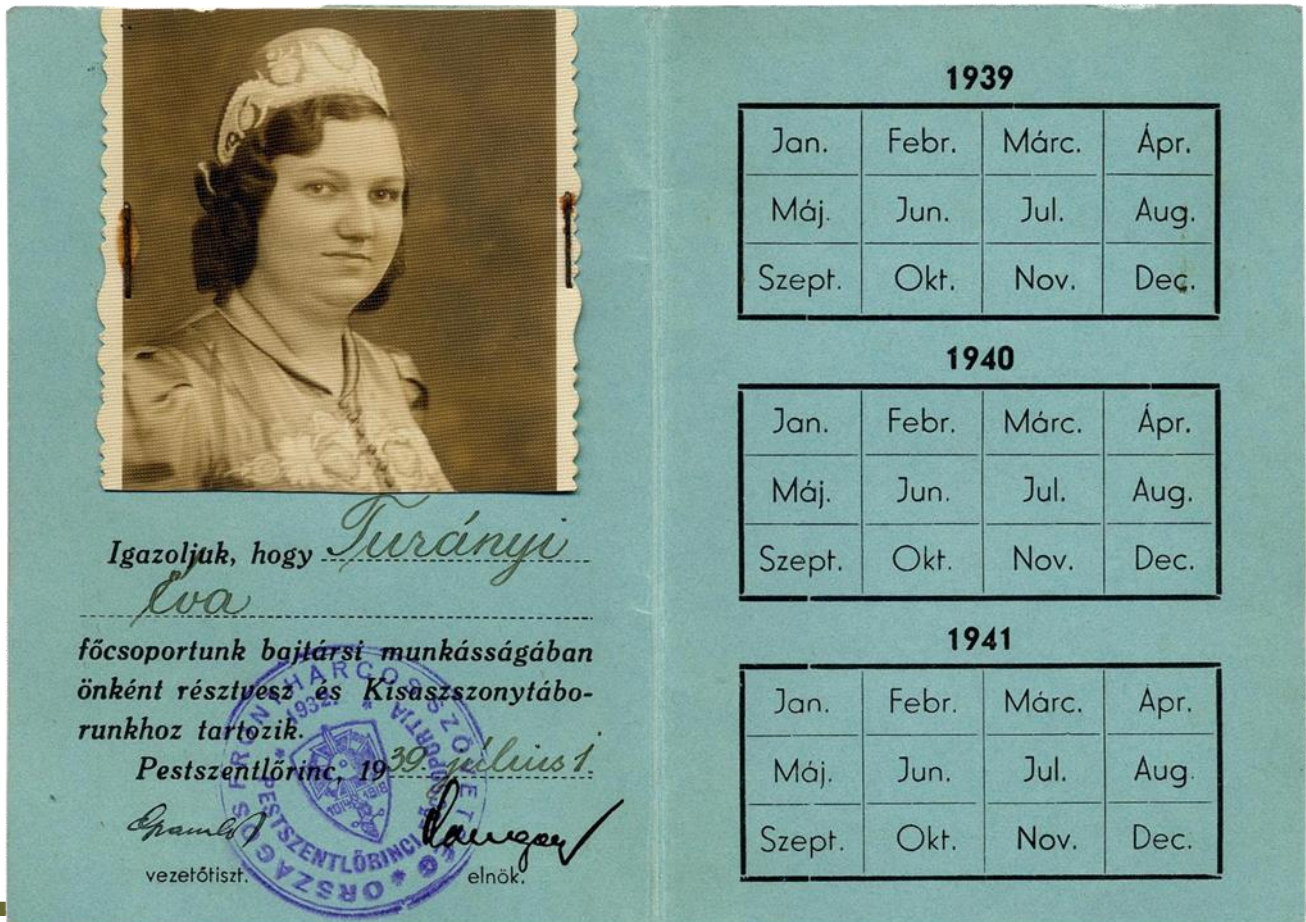 Igazoljuk, hogy Turányi
Éva
főcsoportunk bajtársi munkásságában
önként résztvesz és Kisaszszonytábo-
runkhoz tartozik.
Pestszentlőrinc, 1939 július 1.
vezetőtiszt.
elnök.
ORSZÁGOS FRONTHARCOS SZÖVETSÉG
PESTSZENTLŐRINCI FŐCSOPORTJA
1932.
1914 1918
1939
Jan. Febr. Márc. Ápr.
Máj. Jun. Jul. Aug.
Szept. Okt. Nov. Dec.
1940
Jan. Febr. Márc. Ápr.
Máj. Jun. Jul. Aug.
Szept. Okt. Nov. Dec.
1941
Jan. Febr. Márc. Ápr.
Máj. Jun. Jul. Aug.
Szept. Okt. Nov. Dec.